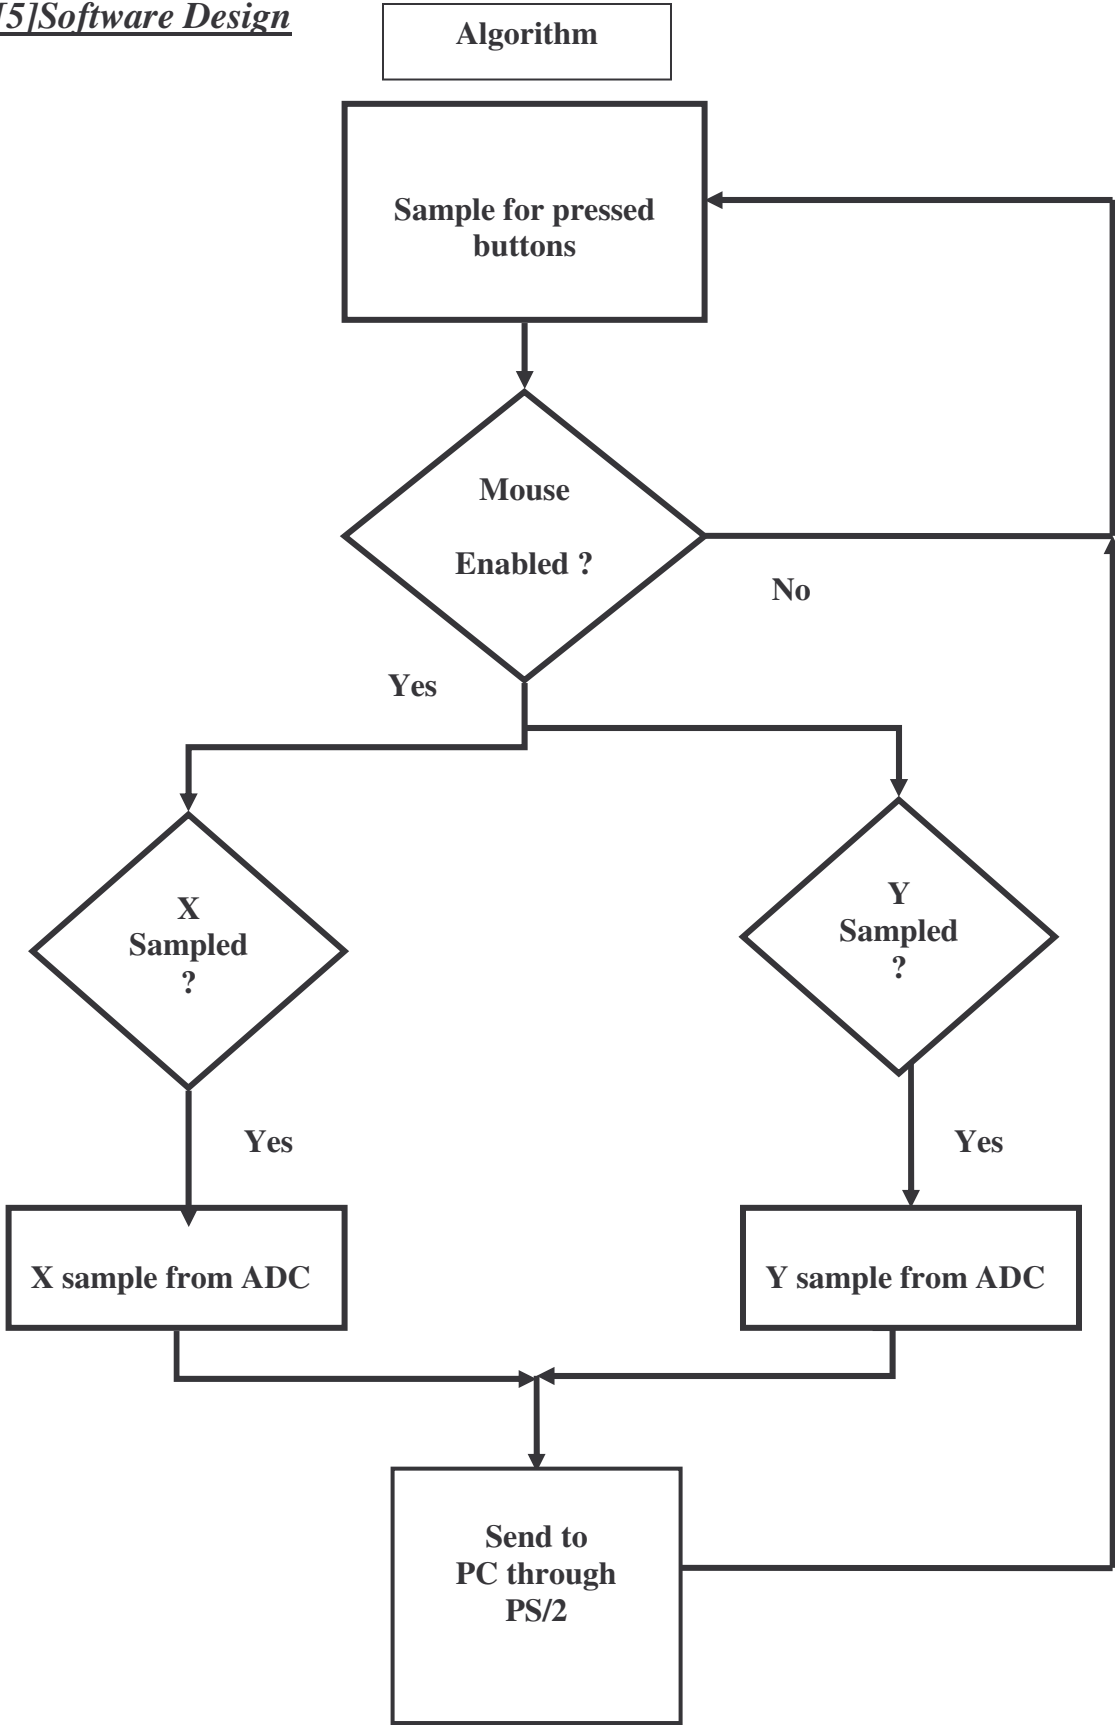 [5]Software Design
Algorithm
Sample for pressed
buttons
Mouse
Enabled ?
No
Yes
X
Sampled
?
Y
Sampled
?
Yes
Yes
X sample from ADC
Y sample from ADC
Send to
PC through
PS/2